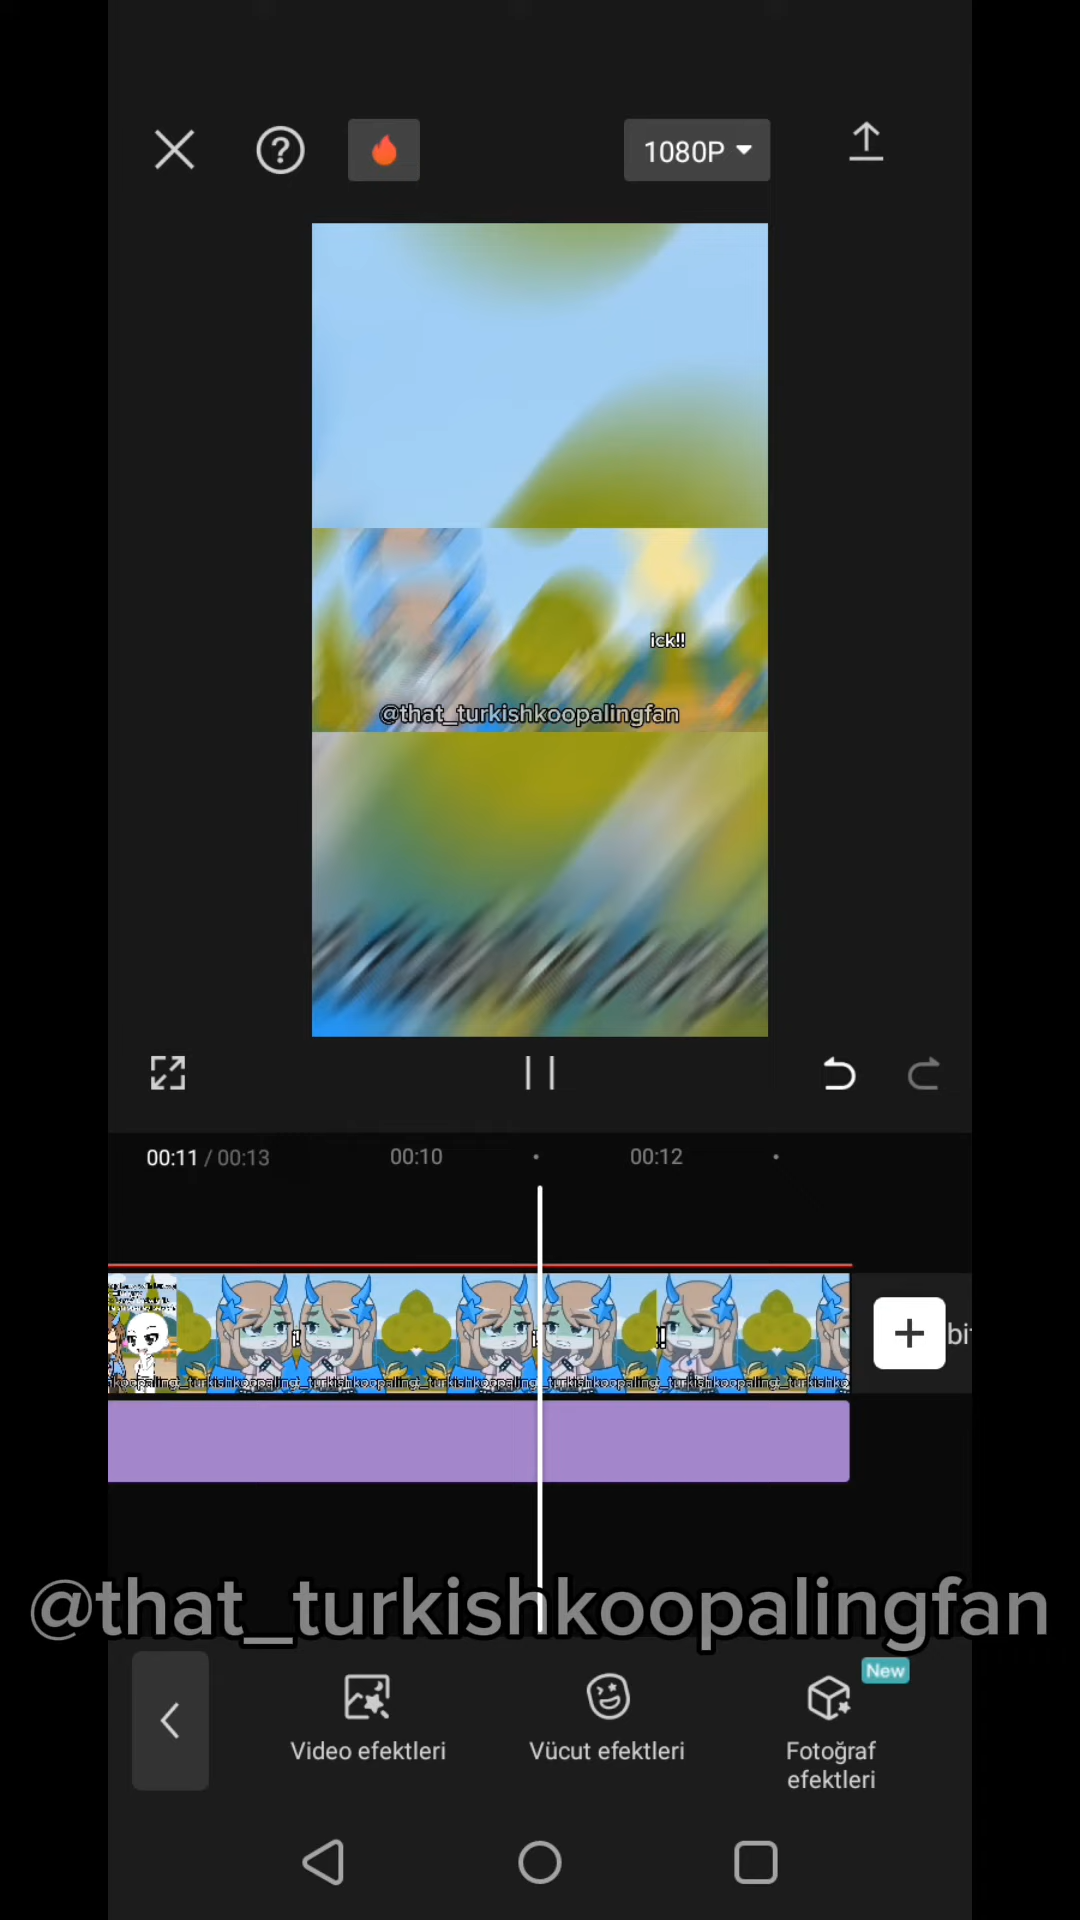 1080P
ick!!
@that_turkishkoopalingfan
00:11 / 00:13
00:10
00:12
bi
@that_turkishkoopalingfan
New
Video efektleri
Vücut efektleri
Fotoğraf
efektleri